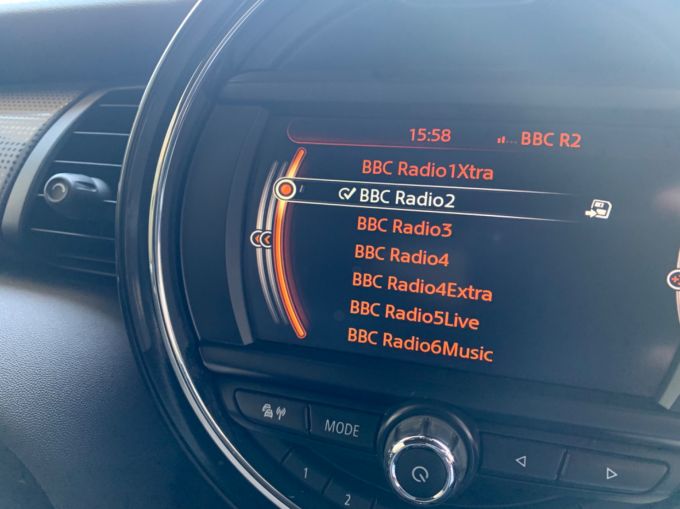 15:58 BBC R2
BBC Radio1Xtra
BBC Radio2
BBC Radio3
BBC Radio4
BBC Radio4Extra
BBC Radio5Live
BBC Radio6Music
MODE
1
2